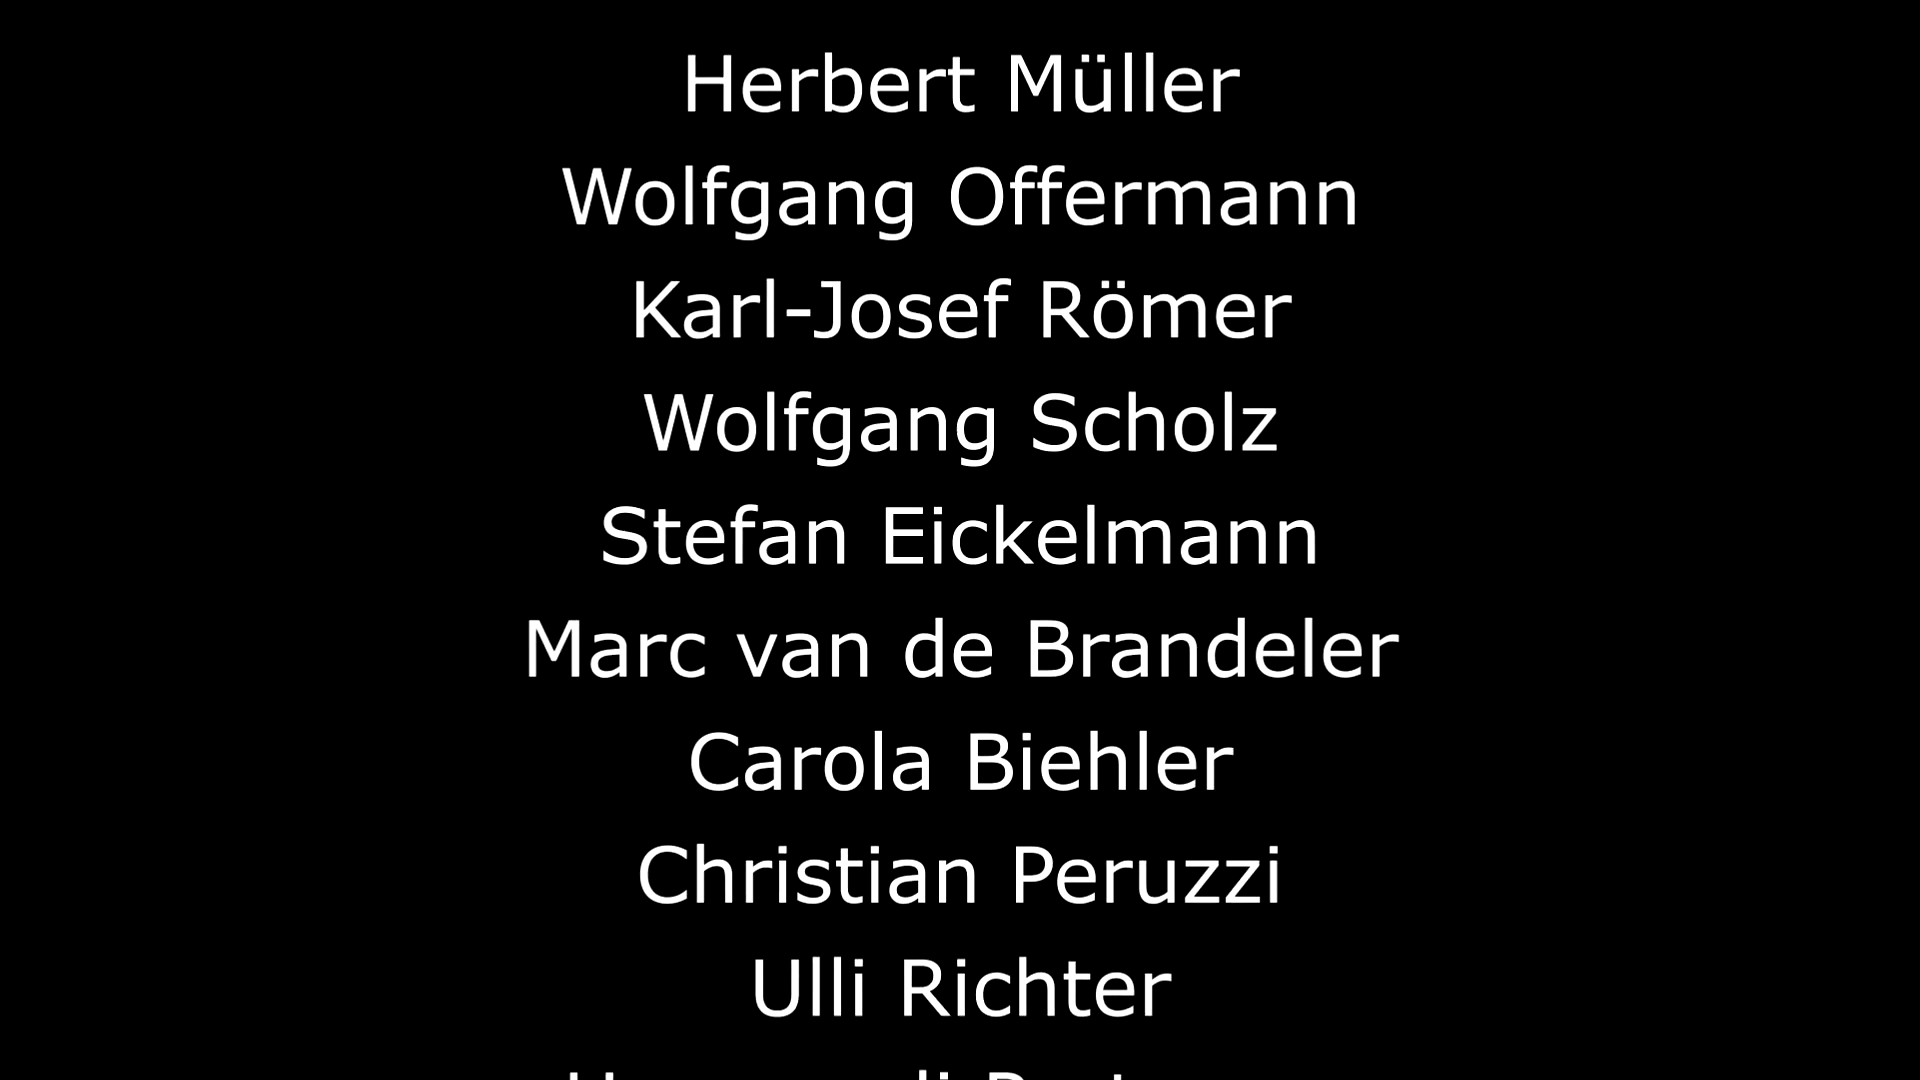 Herbert Müller
Wolfgang Offermann
Karl-Josef Römer
Wolfgang Scholz
Stefan Eickelmann
Marc van de Brandeler
Carola Biehler
Christian Peruzzi
Ulli Richter